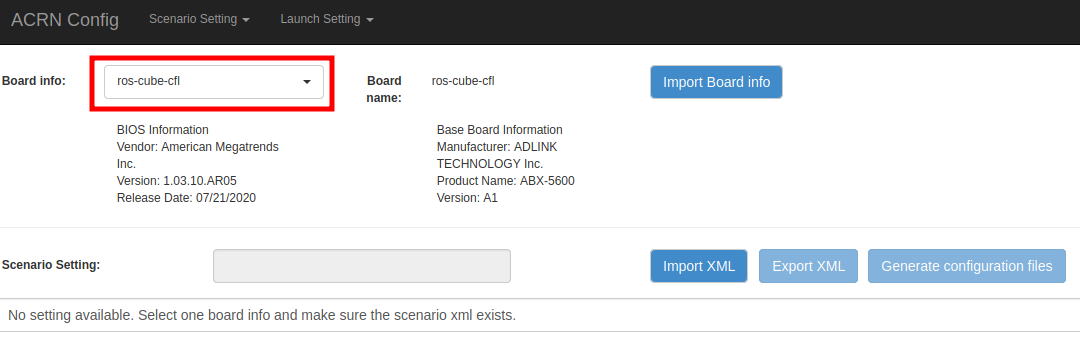 ACRN Config Scenario Setting Launch Setting
Board info: ros-cube-cfl Board name: ros-cube-cfl Import Board info
BIOS Information
Vendor: American Megatrends
Inc.
Version: 1.03.10.AR05
Release Date: 07/21/2020
Base Board Information
Manufacturer: ADLINK
TECHNOLOGY Inc.
Product Name: ABX-5600
Version: A1
Scenario Setting: Import XML Export XML Generate configuration files
No setting available. Select one board info and make sure the scenario xml exists.